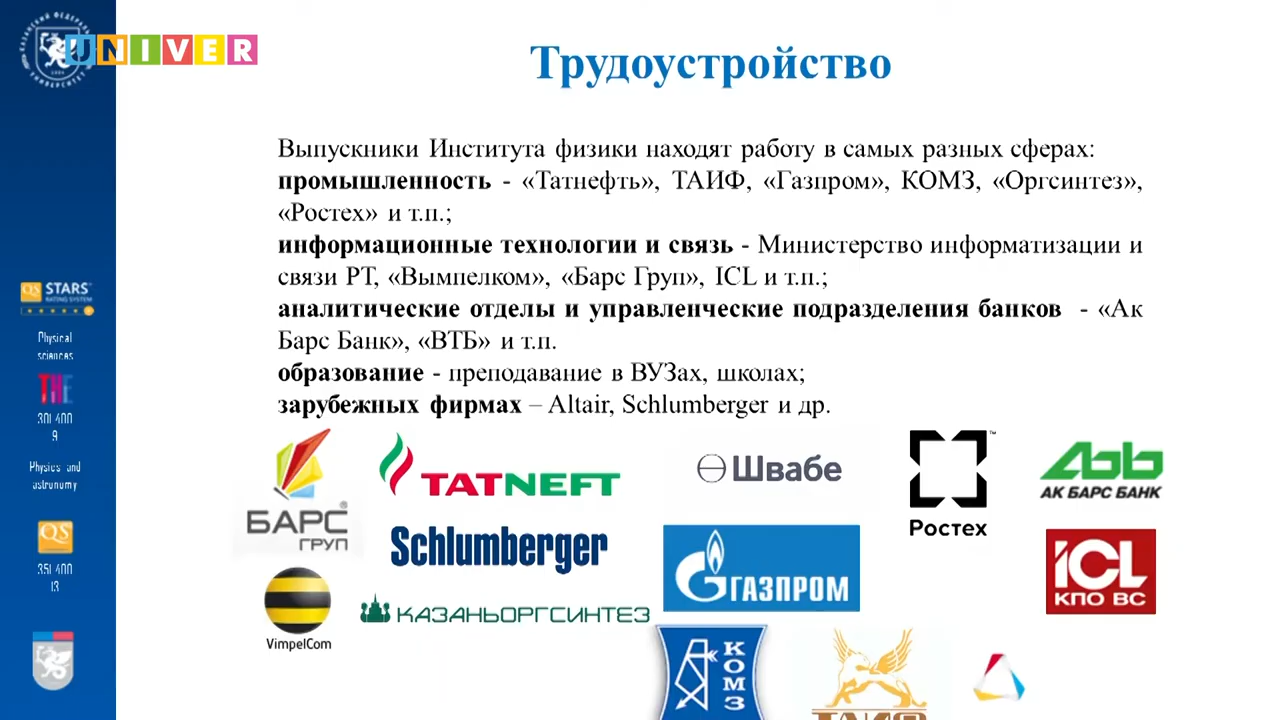 UNIVER
Трудоустройство
Выпускники Института физики находят работу в самых разных сферах:
промышленность - «Татнефть», ТАИФ, «Газпром», КОМЗ, «Оргсинтез»,
«Ростех» и т.п.;
информационные технологии и связь - Министерство информатизации и
связи РТ, «Вымпелком», «Барс Груп», ICL и т.п.;
аналитические отделы и управленческие подразделения банков - «Ак
Барс Банк», «ВТБ» и т.п.
образование - преподавание в ВУЗах, школах;
зарубежных фирмах – Altair, Schlumberger и др.
QS STARS
RATING SYSTEM
Physical
sciences
THE
301-400
9
Physics and
astronomy
QS
351-400
13
БАРС
ГРУП
TATNEFT
Швабе
Ростех
АК БАРС БАНК
Schlumberger
ГАЗПРОМ
iCL
КПО ВС
VimpelCom
КАЗАНЬОРГСИНТЕЗ
КОМЗ
ТАИФ